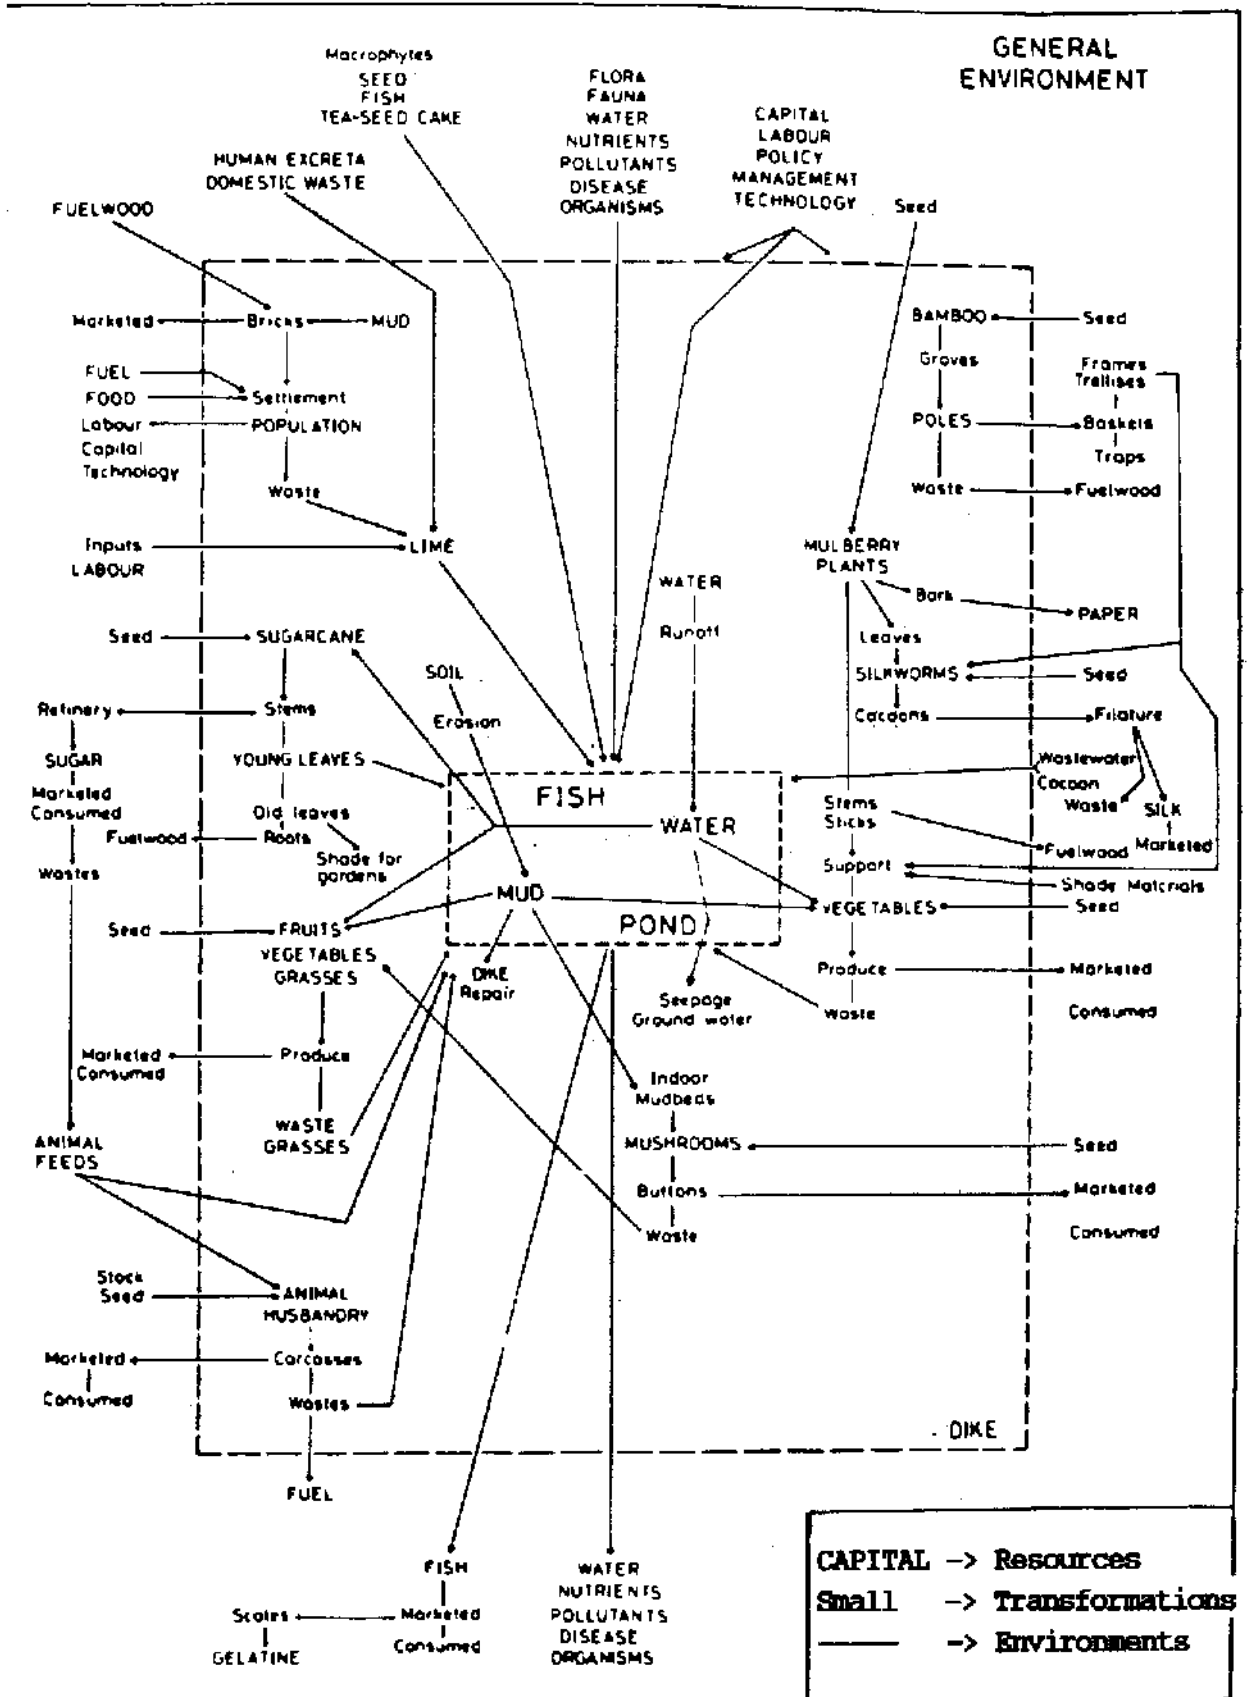 GENERAL
ENVIRONMENT
Macrophytes
SEED
FISH
TEA-SEED CAKE
FLORA
FAUNA
WATER
NUTRIENTS
POLLUTANTS
DISEASE
ORGANISMS
CAPITAL
LABOUR
POLICY
MANAGEMENT
TECHNOLOGY
HUMAN EXCRETA
DOMESTIC WASTE
FUELWOOD
Seed
Marketed
Bricks
MUD
BAMBOO
Seed
Groves
Frames
Trellises
FUEL
FOOD
Settlement
Labour
POPULATION
Capital
Technology
POLES
Baskets
Traps
Waste
Waste
Fuelwood
Inputs
LABOUR
LIME
MULBERRY
PLANTS
WATER
Bark
PAPER
Runoff
Leaves
Seed
SUGARCANE
SOIL
SILKWORMS
Seed
Refinery
Stems
Erosion
Cocoons
Filature
SUGAR
YOUNG LEAVES
Wastewater
Cocoon
Waste
Marketed
Consumed
FISH
Stems
Sticks
SILK
Old leaves
WATER
Fuelwood
Roots
Fuelwood
Marketed
Shade for
gardens
Support
Wastes
Shade Materials
MUD
VEGETABLES
Seed
Seed
FRUITS
POND
VEGETABLES
GRASSES
DIKE
Repair
Produce
Marketed
Seepage
Ground water
Waste
Consumed
Marketed
Consumed
Produce
Indoor
Mudbeds
WASTE
GRASSES
MUSHROOMS
Seed
ANIMAL
FEEDS
Buttons
Marketed
Waste
Consumed
Stock
Seed
ANIMAL
HUSBANDRY
Marketed
Carcasses
Consumed
Wastes
DIKE
FUEL
FISH
WATER
NUTRIENTS
POLLUTANTS
DISEASE
ORGANISMS
Scales
Marketed
GELATINE
Consumed
CAPITAL -> Resources
Small -> Transformations
-> Environments